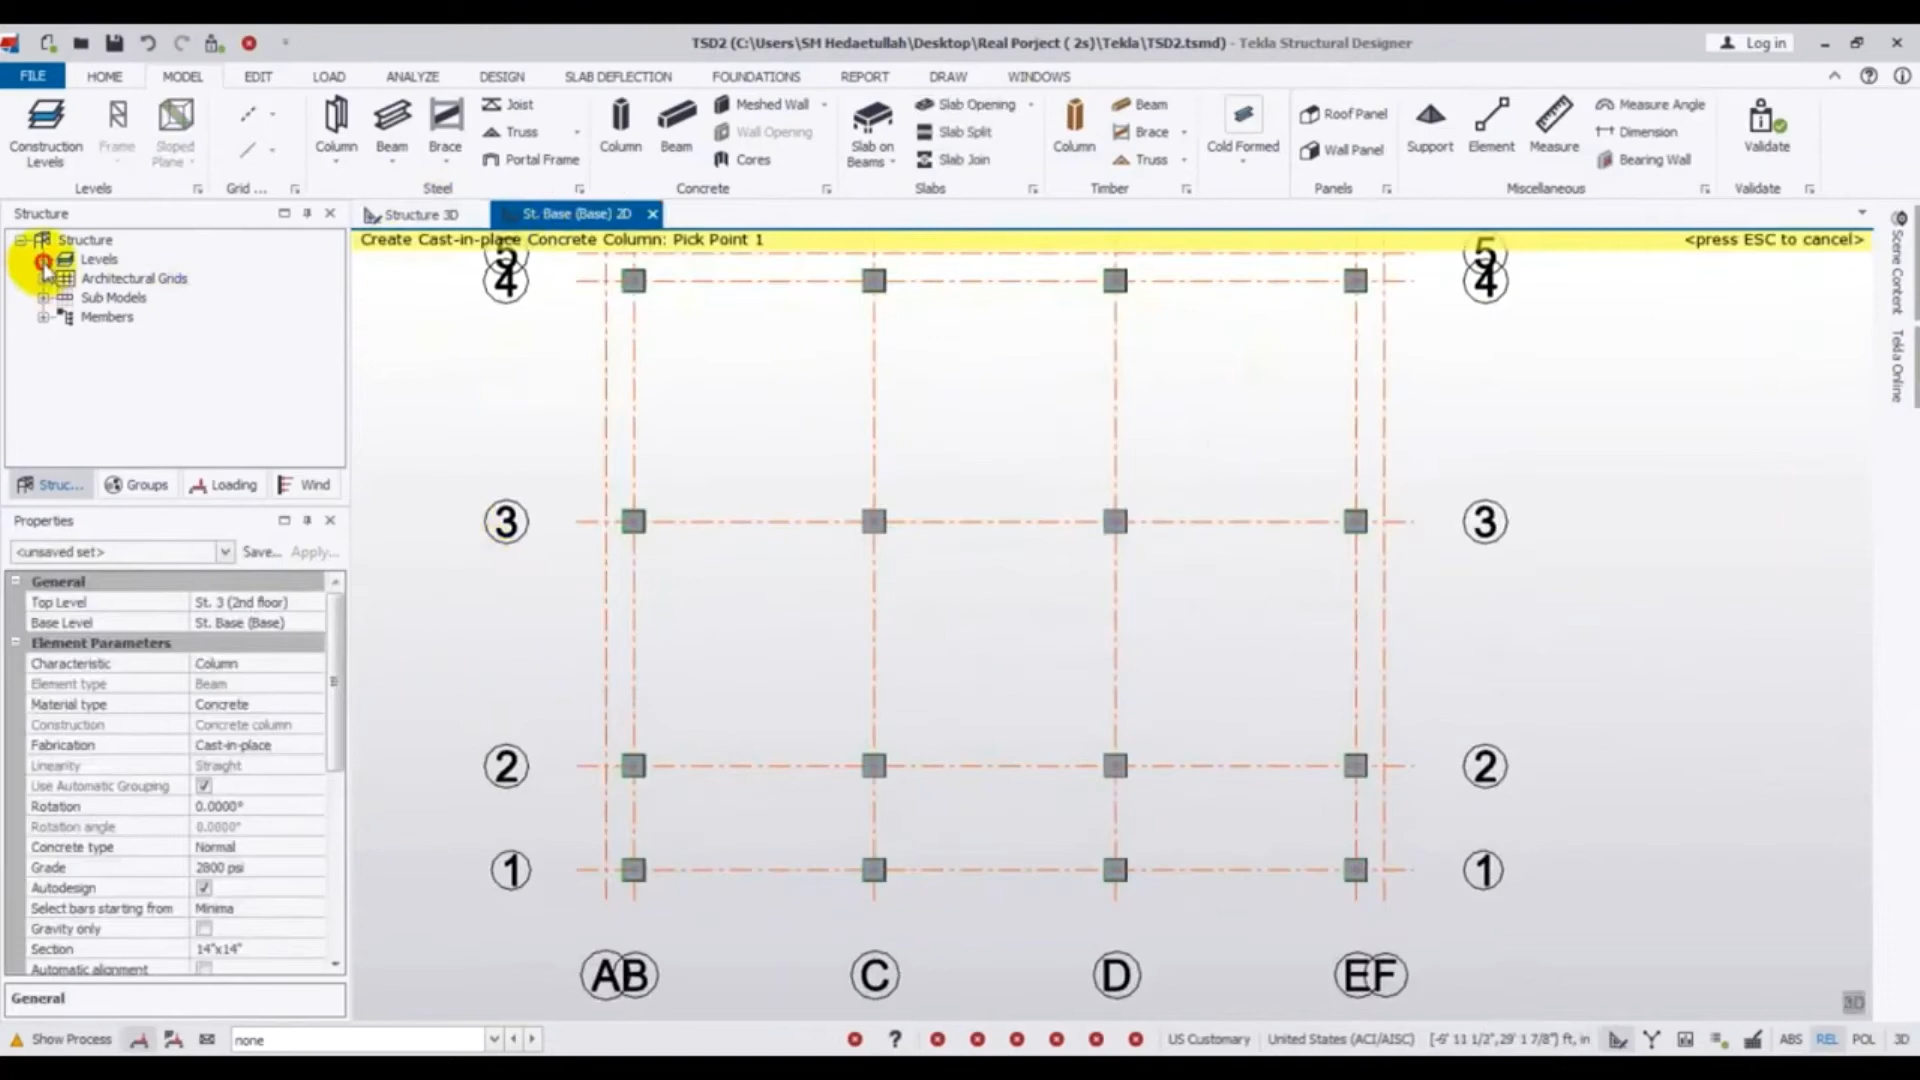 TSD2 (C:\Users\SM Hedaetullah\Desktop\Real Porject ( 2s)\Tekla\TSD2.tsmd) - Tekla Structural Designer
Log in
FILE HOME MODEL EDIT LOAD ANALYZE DESIGN SLAB DEFLECTION FOUNDATIONS REPORT DRAW WINDOWS
Construction Levels
Frame
Sloped Plane
Levels
Grid ...
Column
Beam
Brace
Joist
Truss
Portal Frame
Steel
Column
Beam
Meshed Wall
Wall Opening
Cores
Concrete
Slab on Beams
Slab Opening
Slab Split
Slab Join
Slabs
Column
Beam
Brace
Truss
Timber
Cold Formed
Roof Panel
Wall Panel
Panels
Support
Element
Measure
Measure Angle
Dimension
Bearing Wall
Miscellaneous
Validate
Validate
Structure
Structure
Levels
Architectural Grids
Sub Models
Members
Struc... Groups Loading Wind
Properties
<unsaved set> Save... Apply...
General
Top Level St. 3 (2nd floor)
Base Level St. Base (Base)
Element Parameters
Characteristic Column
Element type Beam
Material type Concrete
Construction Concrete column
Fabrication Cast-in-place
Linearity Straight
Use Automatic Grouping
Rotation 0.0000°
Rotation angle 0.0000°
Concrete type Normal
Grade 2800 psi
Autodesign
Select bars starting from Minima
Gravity only
Section 14"x14"
Automatic alignment
General
Structure 3D St. Base (Base) 2D
Create Cast-in-place Concrete Column: Pick Point 1 <press ESC to cancel>
5 5
4 4
3 3
2 2
1 1
A B C D E F
3D
Scene Content
Tekla Online
Show Process none US Customary United States (ACI/AISC) [-6' 11 1/2",29' 1 7/8") ft, in ABS REL POL 3D